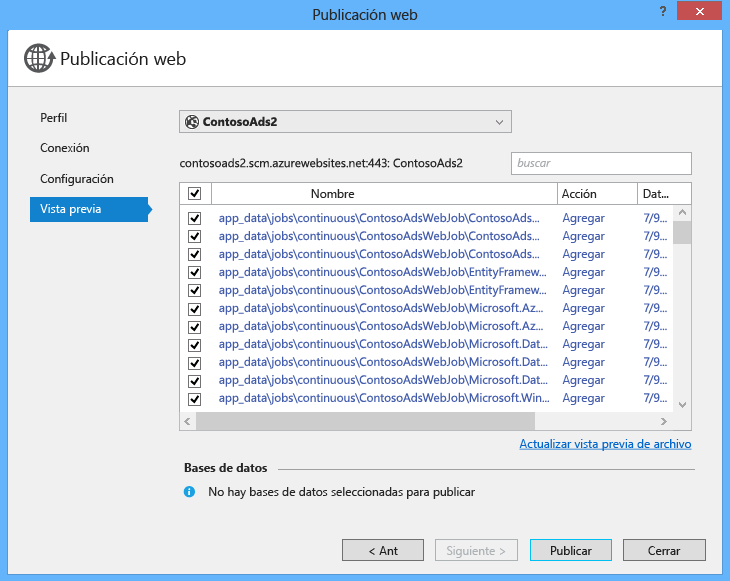 Publicación web
?
Publicación web
Perfil
Conexión
Configuración
Vista previa
ContosoAds2
contosoads2.scm.azurewebsites.net:443: ContosoAds2
buscar
Nombre Acción Dat...
app_data\jobs\continuous\ContosoAdsWebJob\ContosoAds... Agregar 7/9...
app_data\jobs\continuous\ContosoAdsWebJob\ContosoAds... Agregar 7/9...
app_data\jobs\continuous\ContosoAdsWebJob\ContosoAds... Agregar 7/9...
app_data\jobs\continuous\ContosoAdsWebJob\EntityFramew... Agregar 7/9...
app_data\jobs\continuous\ContosoAdsWebJob\EntityFramew... Agregar 7/9...
app_data\jobs\continuous\ContosoAdsWebJob\Microsoft.Az... Agregar 7/9...
app_data\jobs\continuous\ContosoAdsWebJob\Microsoft.Az... Agregar 7/9...
app_data\jobs\continuous\ContosoAdsWebJob\Microsoft.Dat... Agregar 7/9...
app_data\jobs\continuous\ContosoAdsWebJob\Microsoft.Dat... Agregar 7/9...
app_data\jobs\continuous\ContosoAdsWebJob\Microsoft.Dat... Agregar 7/9...
app_data\jobs\continuous\ContosoAdsWebJob\Microsoft.Win... Agregar 7/9...
Actualizar vista previa de archivo
Bases de datos
No hay bases de datos seleccionadas para publicar
< Ant Siguiente > Publicar Cerrar